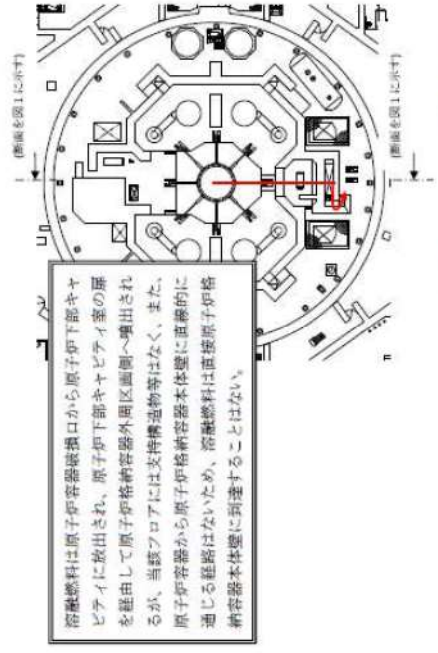 溶融燃料は原子炉容器破損口から原子炉下部キャ
ビティに放出され、原子炉下部キャビティ室の扉
を経由して原子炉格納容器外周区画側へ噴出され
るが、当該フロアには支持構造物等はなく、また、
原子炉容器から原子炉格納容器本体壁に直線的に
通じる経路はないため、溶融燃料は直接原子炉格
納容器本体壁に到達することはない。
(断面を図1に示す)
(断面を図1に示す)